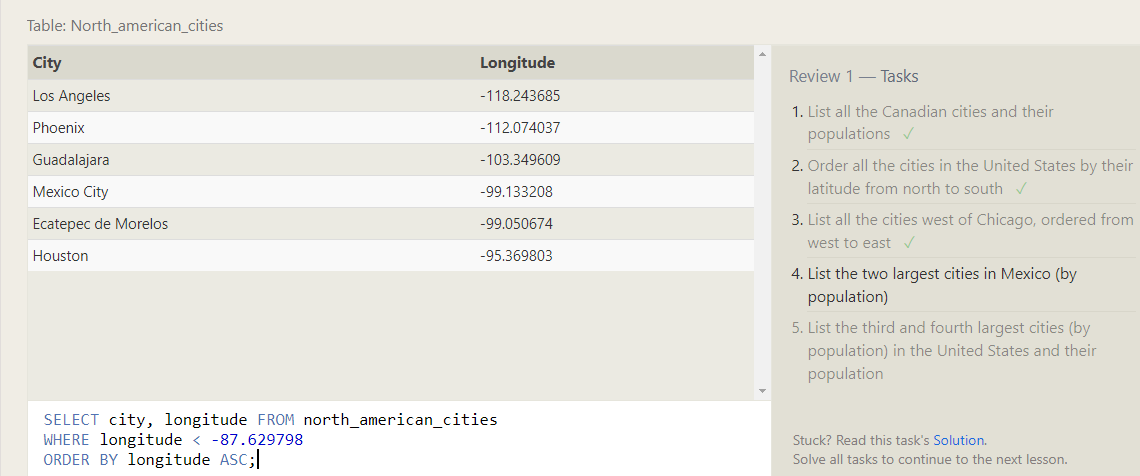 Table: North_american_cities
City Longitude
Los Angeles -118.243685
Phoenix -112.074037
Guadalajara -103.349609
Mexico City -99.133208
Ecatepec de Morelos -99.050674
Houston -95.369803
SELECT city, longitude FROM north_american_cities
WHERE longitude < -87.629798
ORDER BY longitude ASC;
Review 1 — Tasks
1. List all the Canadian cities and their
populations ✓
2. Order all the cities in the United States by their
latitude from north to south ✓
3. List all the cities west of Chicago, ordered from
west to east ✓
4. List the two largest cities in Mexico (by
population)
5. List the third and fourth largest cities (by
population) in the United States and their
population
Stuck? Read this task's Solution.
Solve all tasks to continue to the next lesson.